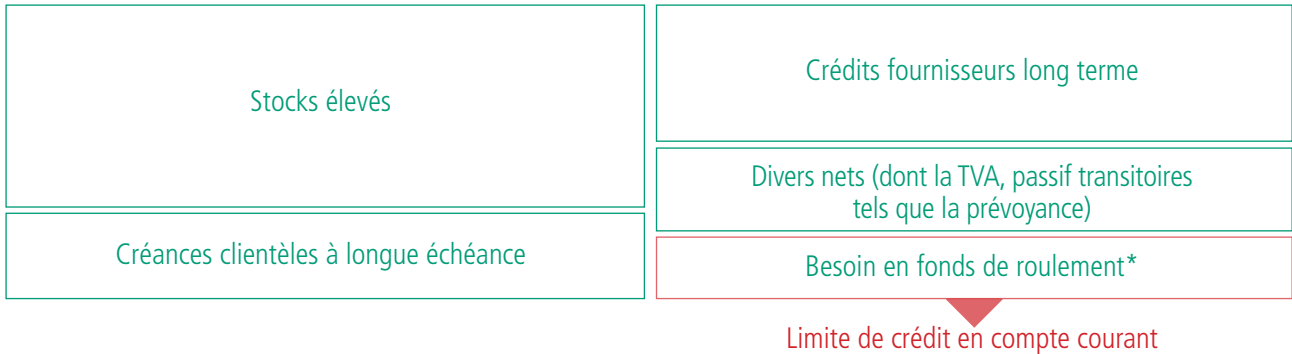 Stocks élevés
Créances clientèles à longue échéance
Crédits fournisseurs long terme
Divers nets (dont la TVA, passif transitoires
tels que la prévoyance)
Besoin en fonds de roulement*
Limite de crédit en compte courant